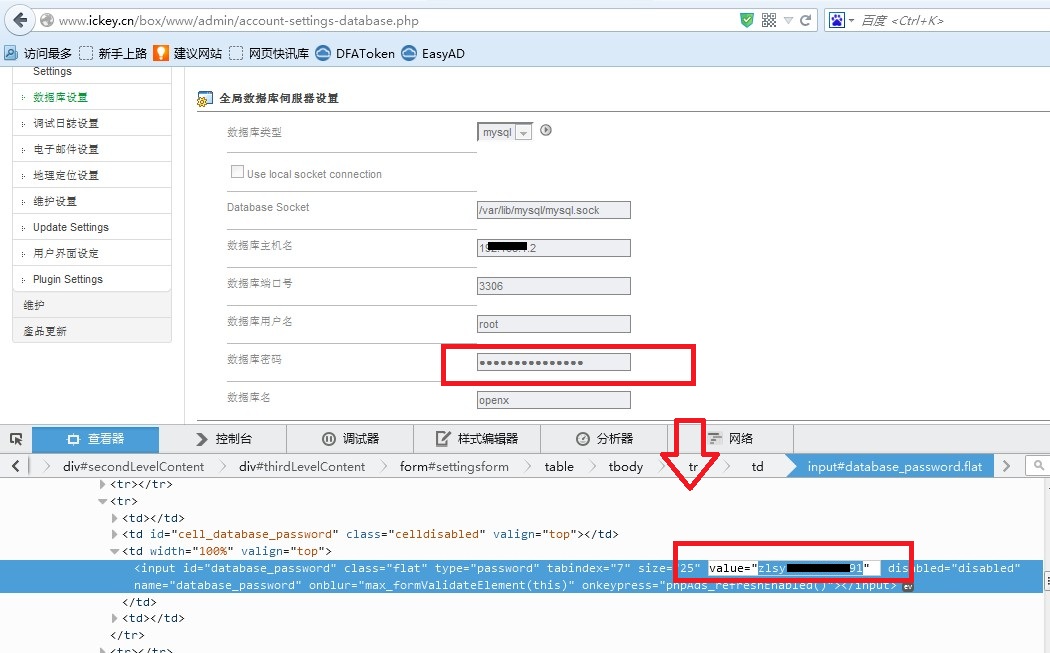 www.ickey.cn/box/www/admin/account-settings-database.php
百度 <Ctrl+K>
访问最多 新手上路 建议网站 网页快讯库 DFAToken EasyAD
Settings
数据库设置
调试日誌设置
电子邮件设置
地理定位设置
维护设置
Update Settings
用户界面设定
Plugin Settings
维护
產品更新
全局数据库伺服器设置
数据库类型 mysql
Use local socket connection
Database Socket /var/lib/mysql/mysql.sock
数据库主机名 .2
数据库端口号 3306
数据库用户名 root
数据库密码 •••••••••••••••
数据库名 openx
查看器 控制台 调试器 样式编辑器 分析器 网络
div#secondLevelContent div#thirdLevelContent form#settingsform table tbody tr td input#database_password.flat
<tr></tr>
<tr>
<td></td>
<td id="cell_database_password" class="celldisabled" valign="top"></td>
<td width="100%" valign="top">
<input id="database_password" class="flat" type="password" tabindex="7" size="25" value="zlsy 91" disabled="disabled"
name="database_password" onblur="max_formValidateElement(this)" onkeypress="phpAds_refreshEnabled()"></input> ev
</td>
<td></td>
</tr>
<tr></tr>